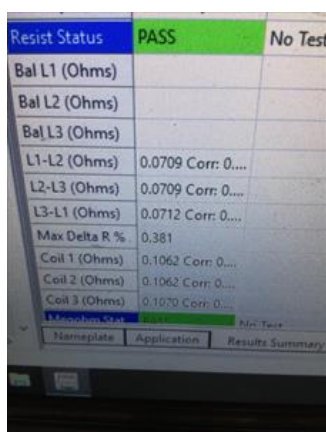 Resist Status PASS No Test
Bal L1 (Ohms)
Bal L2 (Ohms)
Bal L3 (Ohms)
L1-L2 (Ohms) 0.0709 Corr: 0....
L2-L3 (Ohms) 0.0709 Corr: 0....
L3-L1 (Ohms) 0.0712 Corr: 0....
Max Delta R % 0.381
Coil 1 (Ohms) 0.1062 Corr: 0....
Coil 2 (Ohms) 0.1062 Corr: 0....
Coil 3 (Ohms) 0.1070 Corr: 0....
Megohm Stat PASS No Test
Nameplate Application Results Summary